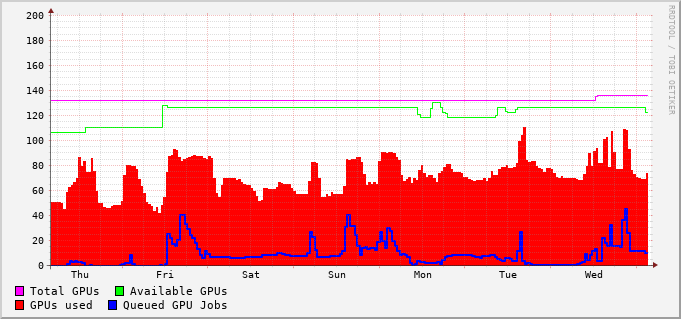 200
180
160
140
120
100
80
60
40
20
0
Thu Fri Sat Sun Mon Tue Wed
Total GPUs Available GPUs
GPUs used Queued GPU Jobs
RRDTOOL / TOBI OETIKER